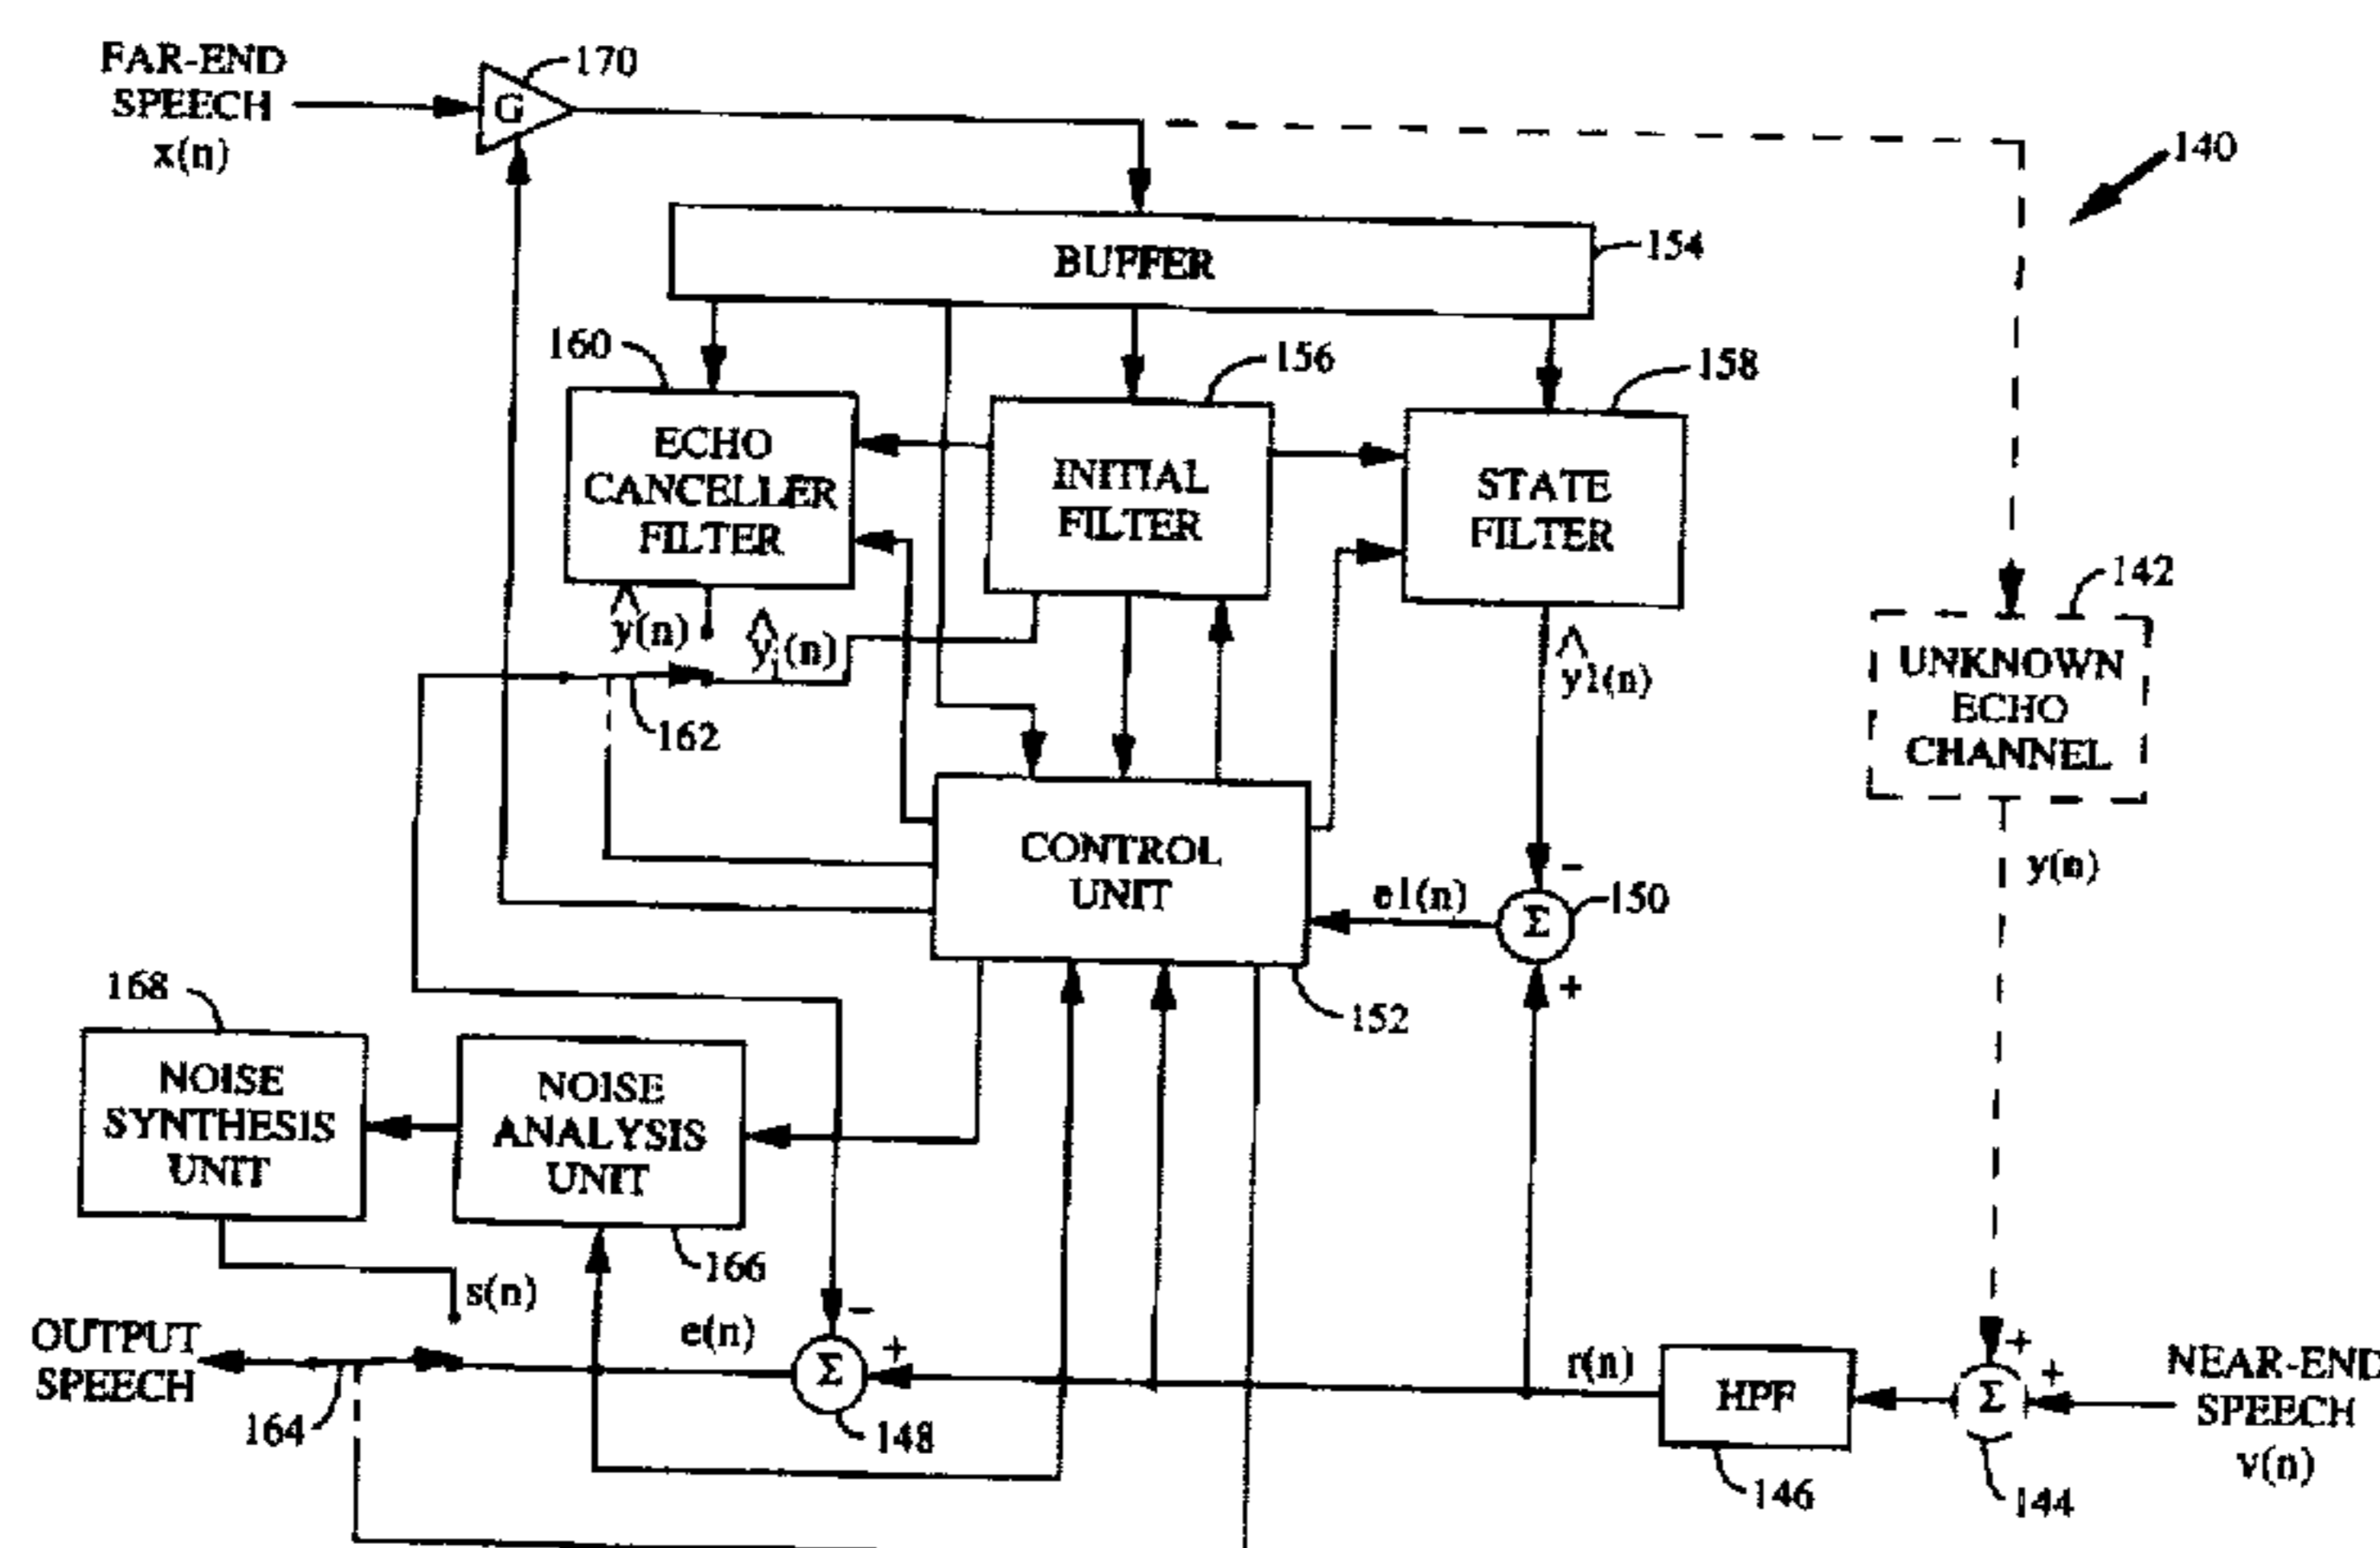 FAR-END
SPEECH
x(n)
G
170
140
BUFFER
154
160
156
158
ECHO
CANCELLER
FILTER
INITIAL
FILTER
STATE
FILTER
142
ŷ(n)
ŷi(n)
ŷ1(n)
UNKNOWN
ECHO
CHANNEL
162
CONTROL
UNIT
y(n)
-
e1(n)
Σ
150
+
152
168
NOISE
SYNTHESIS
UNIT
NOISE
ANALYSIS
UNIT
166
s(n)
OUTPUT
SPEECH
164
e(n)
-
+
Σ
148
r(n)
HPF
146
+
+
Σ
144
NEAR-END
SPEECH
v(n)